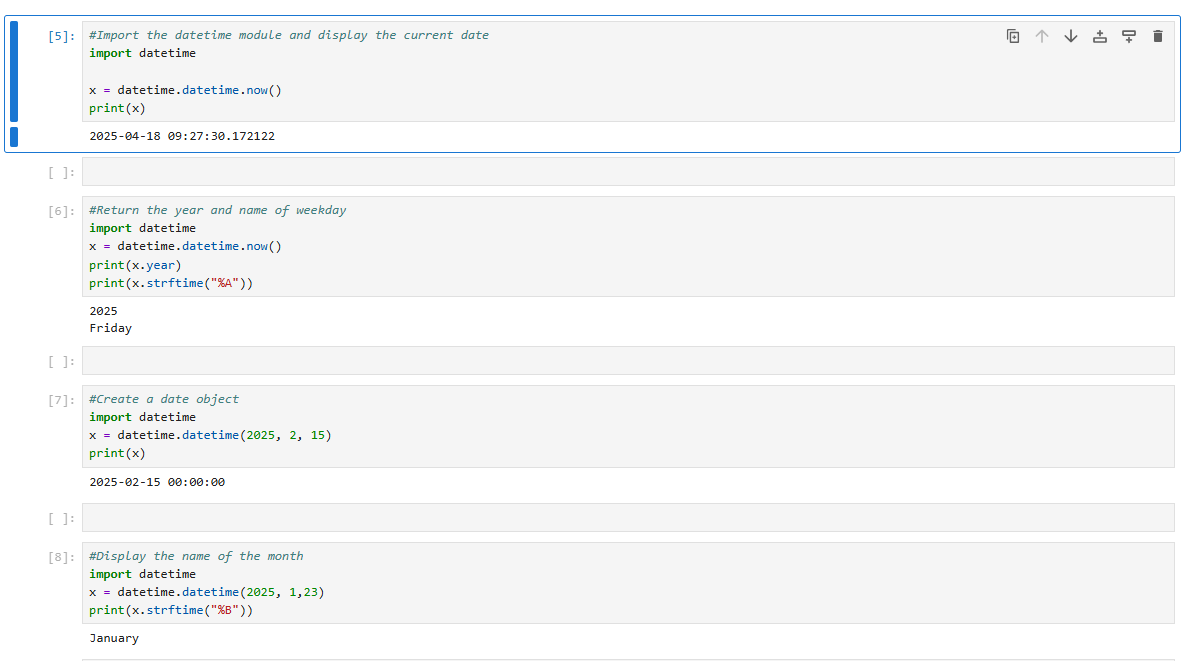 [5]: #Import the datetime module and display the current date
import datetime
x = datetime.datetime.now()
print(x)
2025-04-18 09:27:30.172122
[ ]:
[6]: #Return the year and name of weekday
import datetime
x = datetime.datetime.now()
print(x.year)
print(x.strftime("%A"))
2025
Friday
[ ]:
[7]: #Create a date object
import datetime
x = datetime.datetime(2025, 2, 15)
print(x)
2025-02-15 00:00:00
[ ]:
[8]: #Display the name of the month
import datetime
x = datetime.datetime(2025, 1,23)
print(x.strftime("%B"))
January